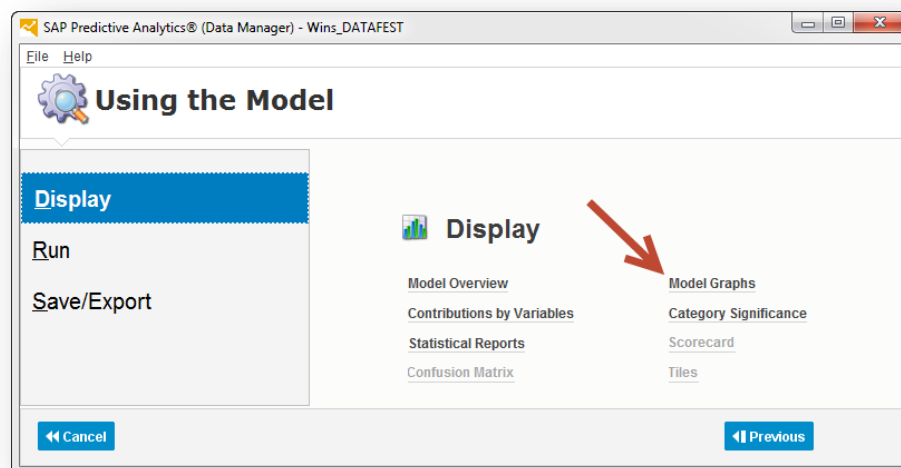 SAP Predictive Analytics® (Data Manager) - Wins_DATAFEST
File Help
Using the Model
Display
Run
Save/Export
Display
Model Overview
Model Graphs
Contributions by Variables
Category Significance
Statistical Reports
Scorecard
Confusion Matrix
Tiles
Cancel
Previous